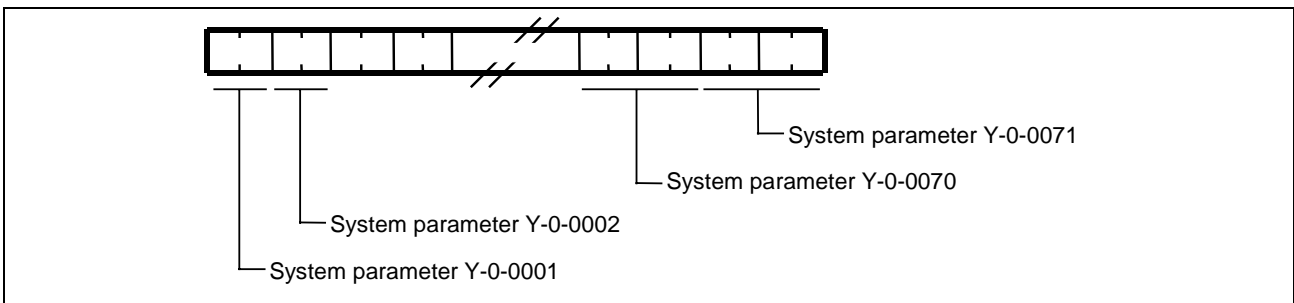 System parameter Y-0-0071
System parameter Y-0-0070
System parameter Y-0-0002
System parameter Y-0-0001